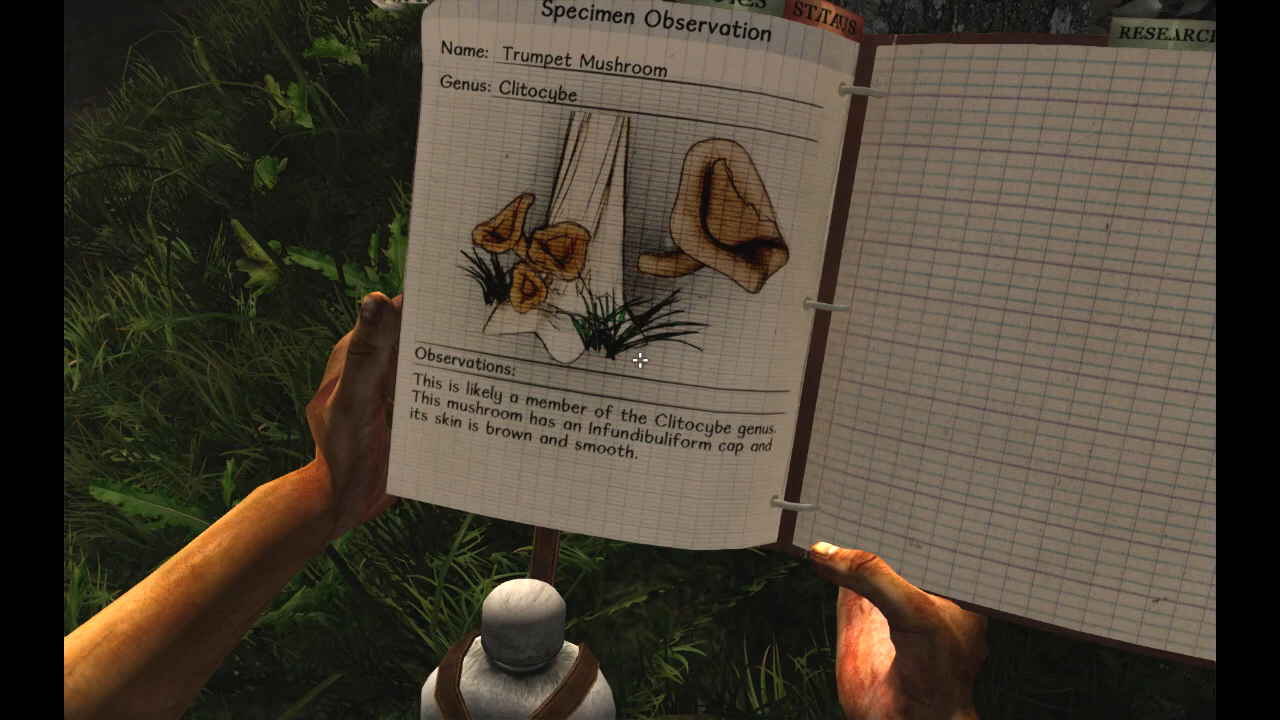 STATUS
RESEARCH
Specimen Observation
Name: Trumpet Mushroom
Genus: Clitocybe
Observations:
This is likely a member of the Clitocybe genus.
This mushroom has an Infundibuliform cap and
its skin is brown and smooth.